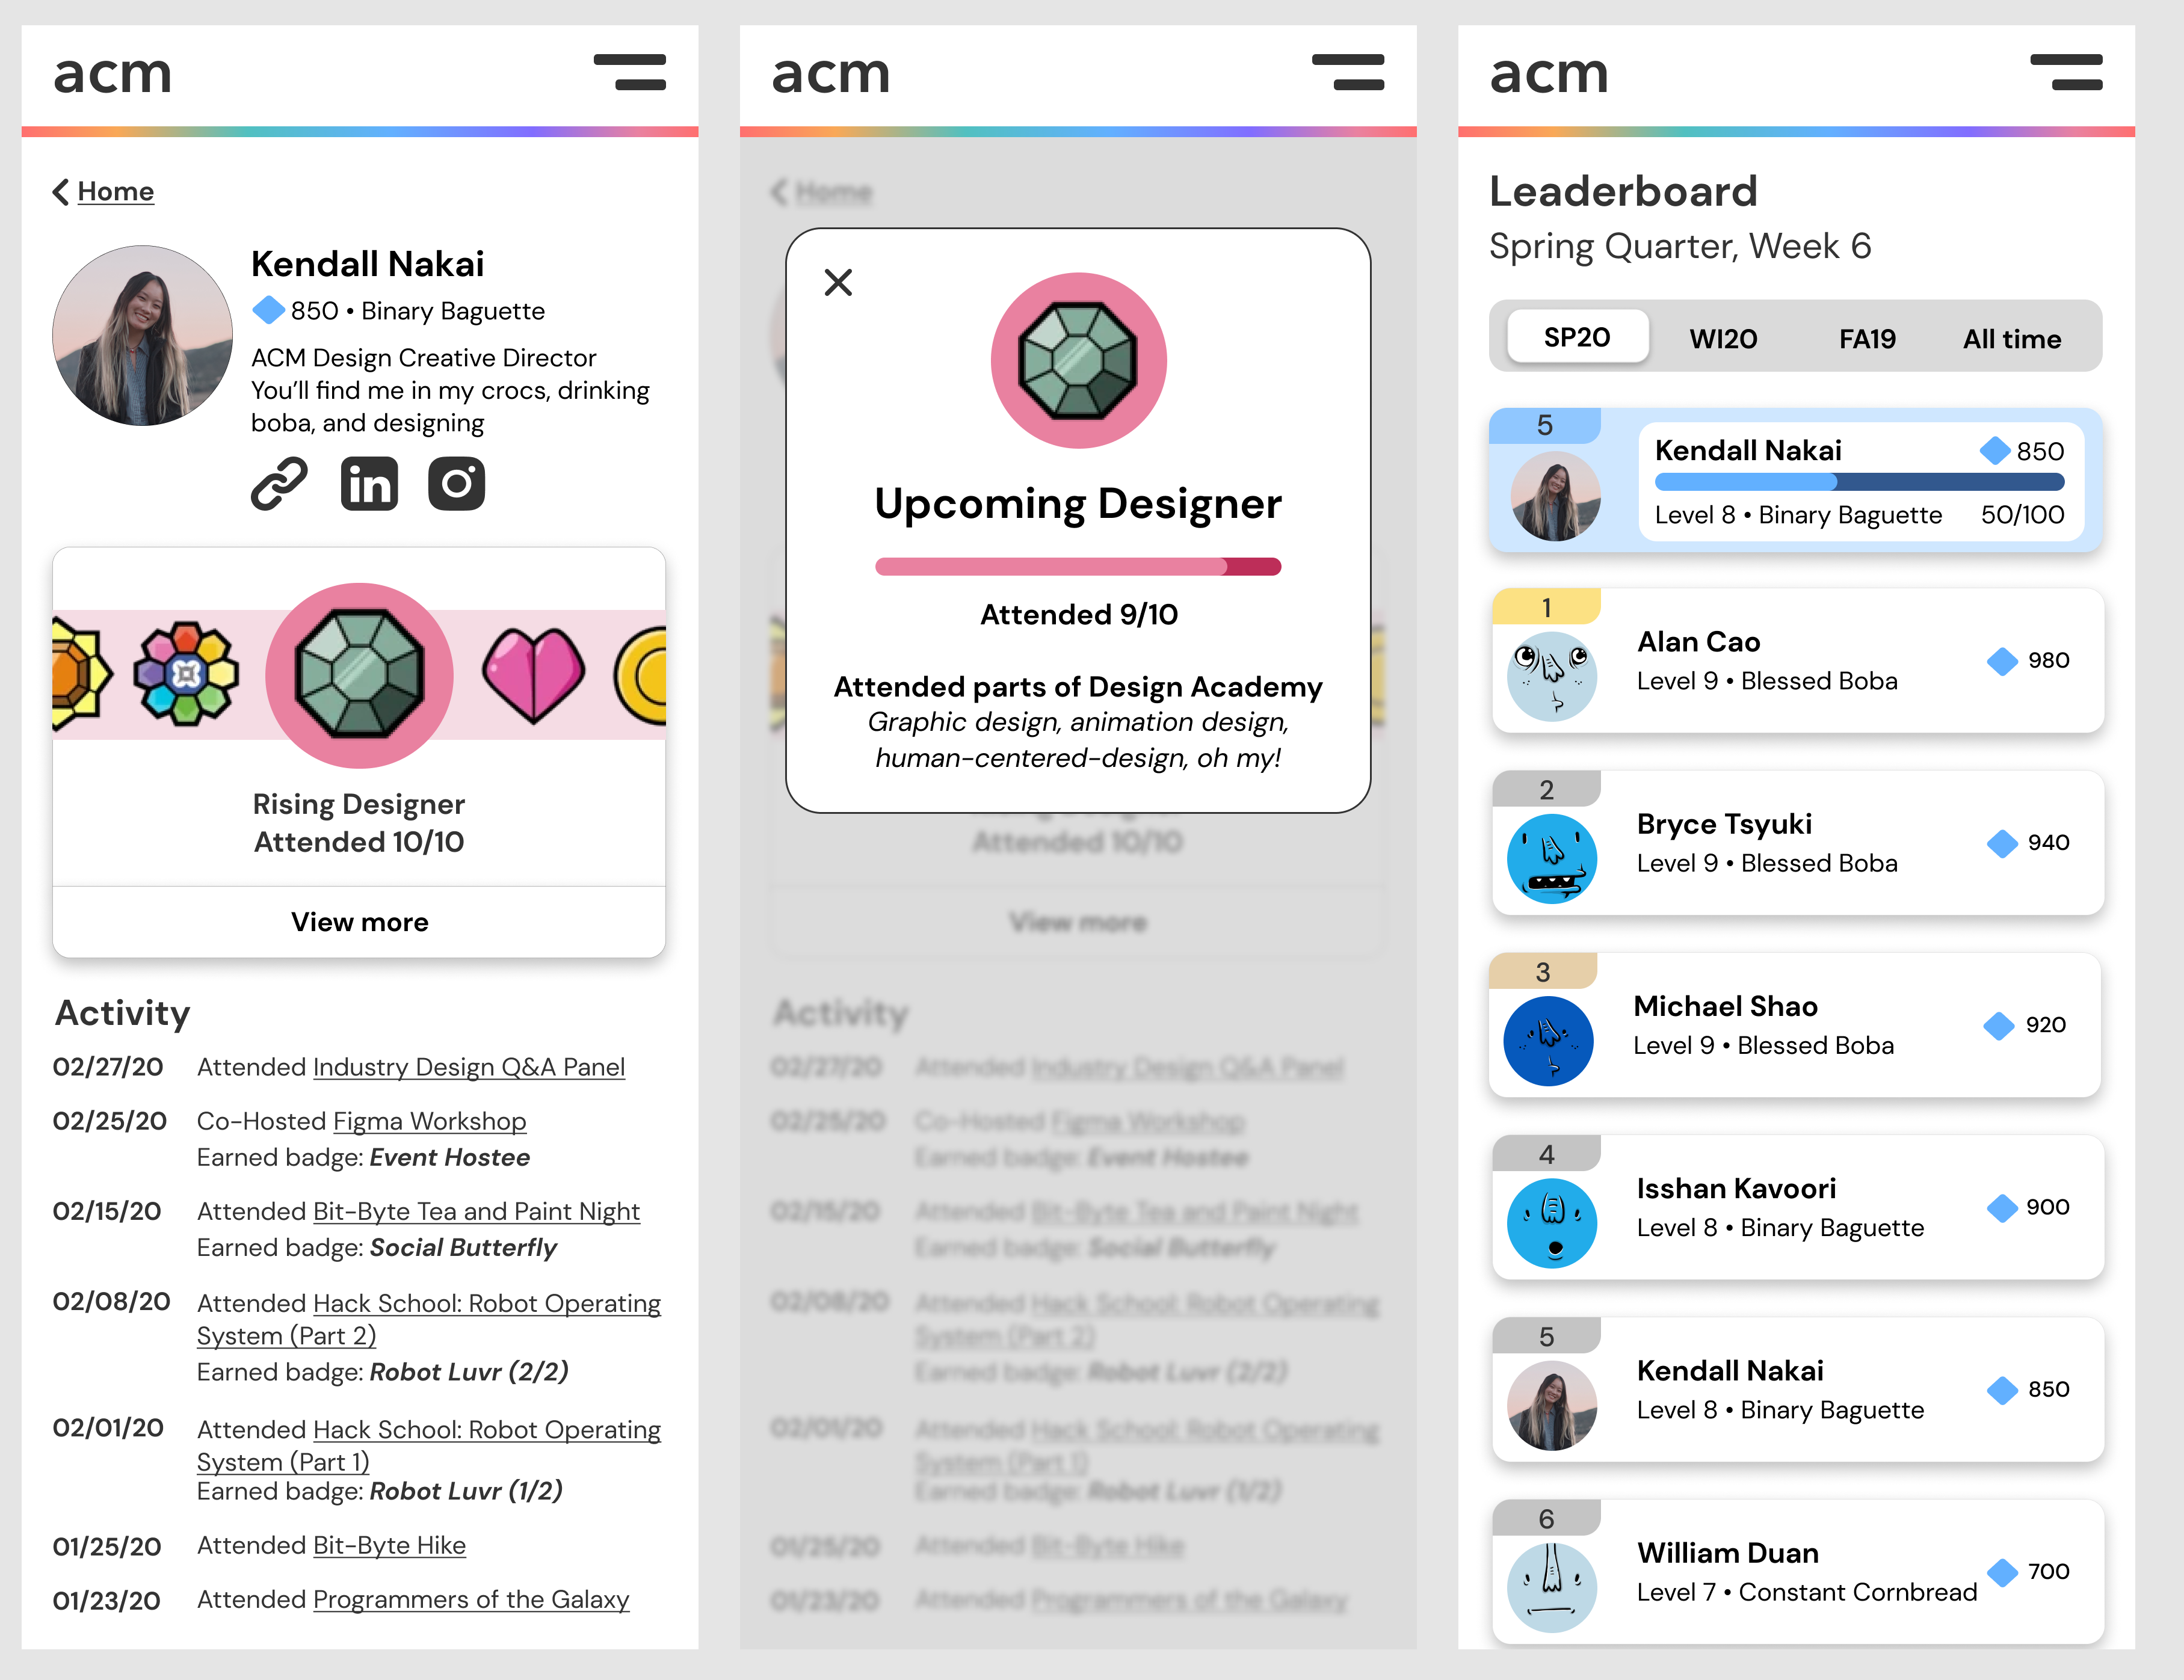 acm
Home
Kendall Nakai
850 • Binary Baguette
ACM Design Creative Director
You'll find me in my crocs, drinking
boba, and designing
in
Rising Designer
Attended 10/10
View more
Activity
02/27/20 Attended Industry Design Q&A Panel
02/25/20 Co-Hosted Figma Workshop
Earned badge: Event Hostee
02/15/20 Attended Bit-Byte Tea and Paint Night
Earned badge: Social Butterfly
02/08/20 Attended Hack School: Robot Operating
System (Part 2)
Earned badge: Robot Luvr (2/2)
02/01/20 Attended Hack School: Robot Operating
System (Part 1)
Earned badge: Robot Luvr (1/2)
01/25/20 Attended Bit-Byte Hike
01/23/20 Attended Programmers of the Galaxy
acm
Home
Upcoming Designer
Attended 9/10
Attended parts of Design Academy
Graphic design, animation design,
human-centered-design, oh my!
Attended 10/10
View more
Activity
02/27/20 Attended Industry Design Q&A Panel
02/25/20 Co-Hosted Figma Workshop
Earned badge: Event Hostee
02/15/20 Attended Bit-Byte Tea and Paint Night
Earned badge: Social Butterfly
02/08/20 Attended Hack School: Robot Operating
System (Part 2)
Earned badge: Robot Luvr (2/2)
02/01/20 Attended Hack School: Robot Operating
System (Part 1)
Earned badge: Robot Luvr (1/2)
01/25/20 Attended Bit-Byte Hike
01/23/20 Attended Programmers of the Galaxy
acm
Leaderboard
Spring Quarter, Week 6
SP20 WI20 FA19 All time
5
Kendall Nakai 850
Level 8 • Binary Baguette 50/100
1
Alan Cao
Level 9 • Blessed Boba
980
2
Bryce Tsyuki
Level 9 • Blessed Boba
940
3
Michael Shao
Level 9 • Blessed Boba
920
4
Isshan Kavoori
Level 8 • Binary Baguette
900
5
Kendall Nakai
Level 8 • Binary Baguette
850
6
William Duan
Level 7 • Constant Cornbread
700